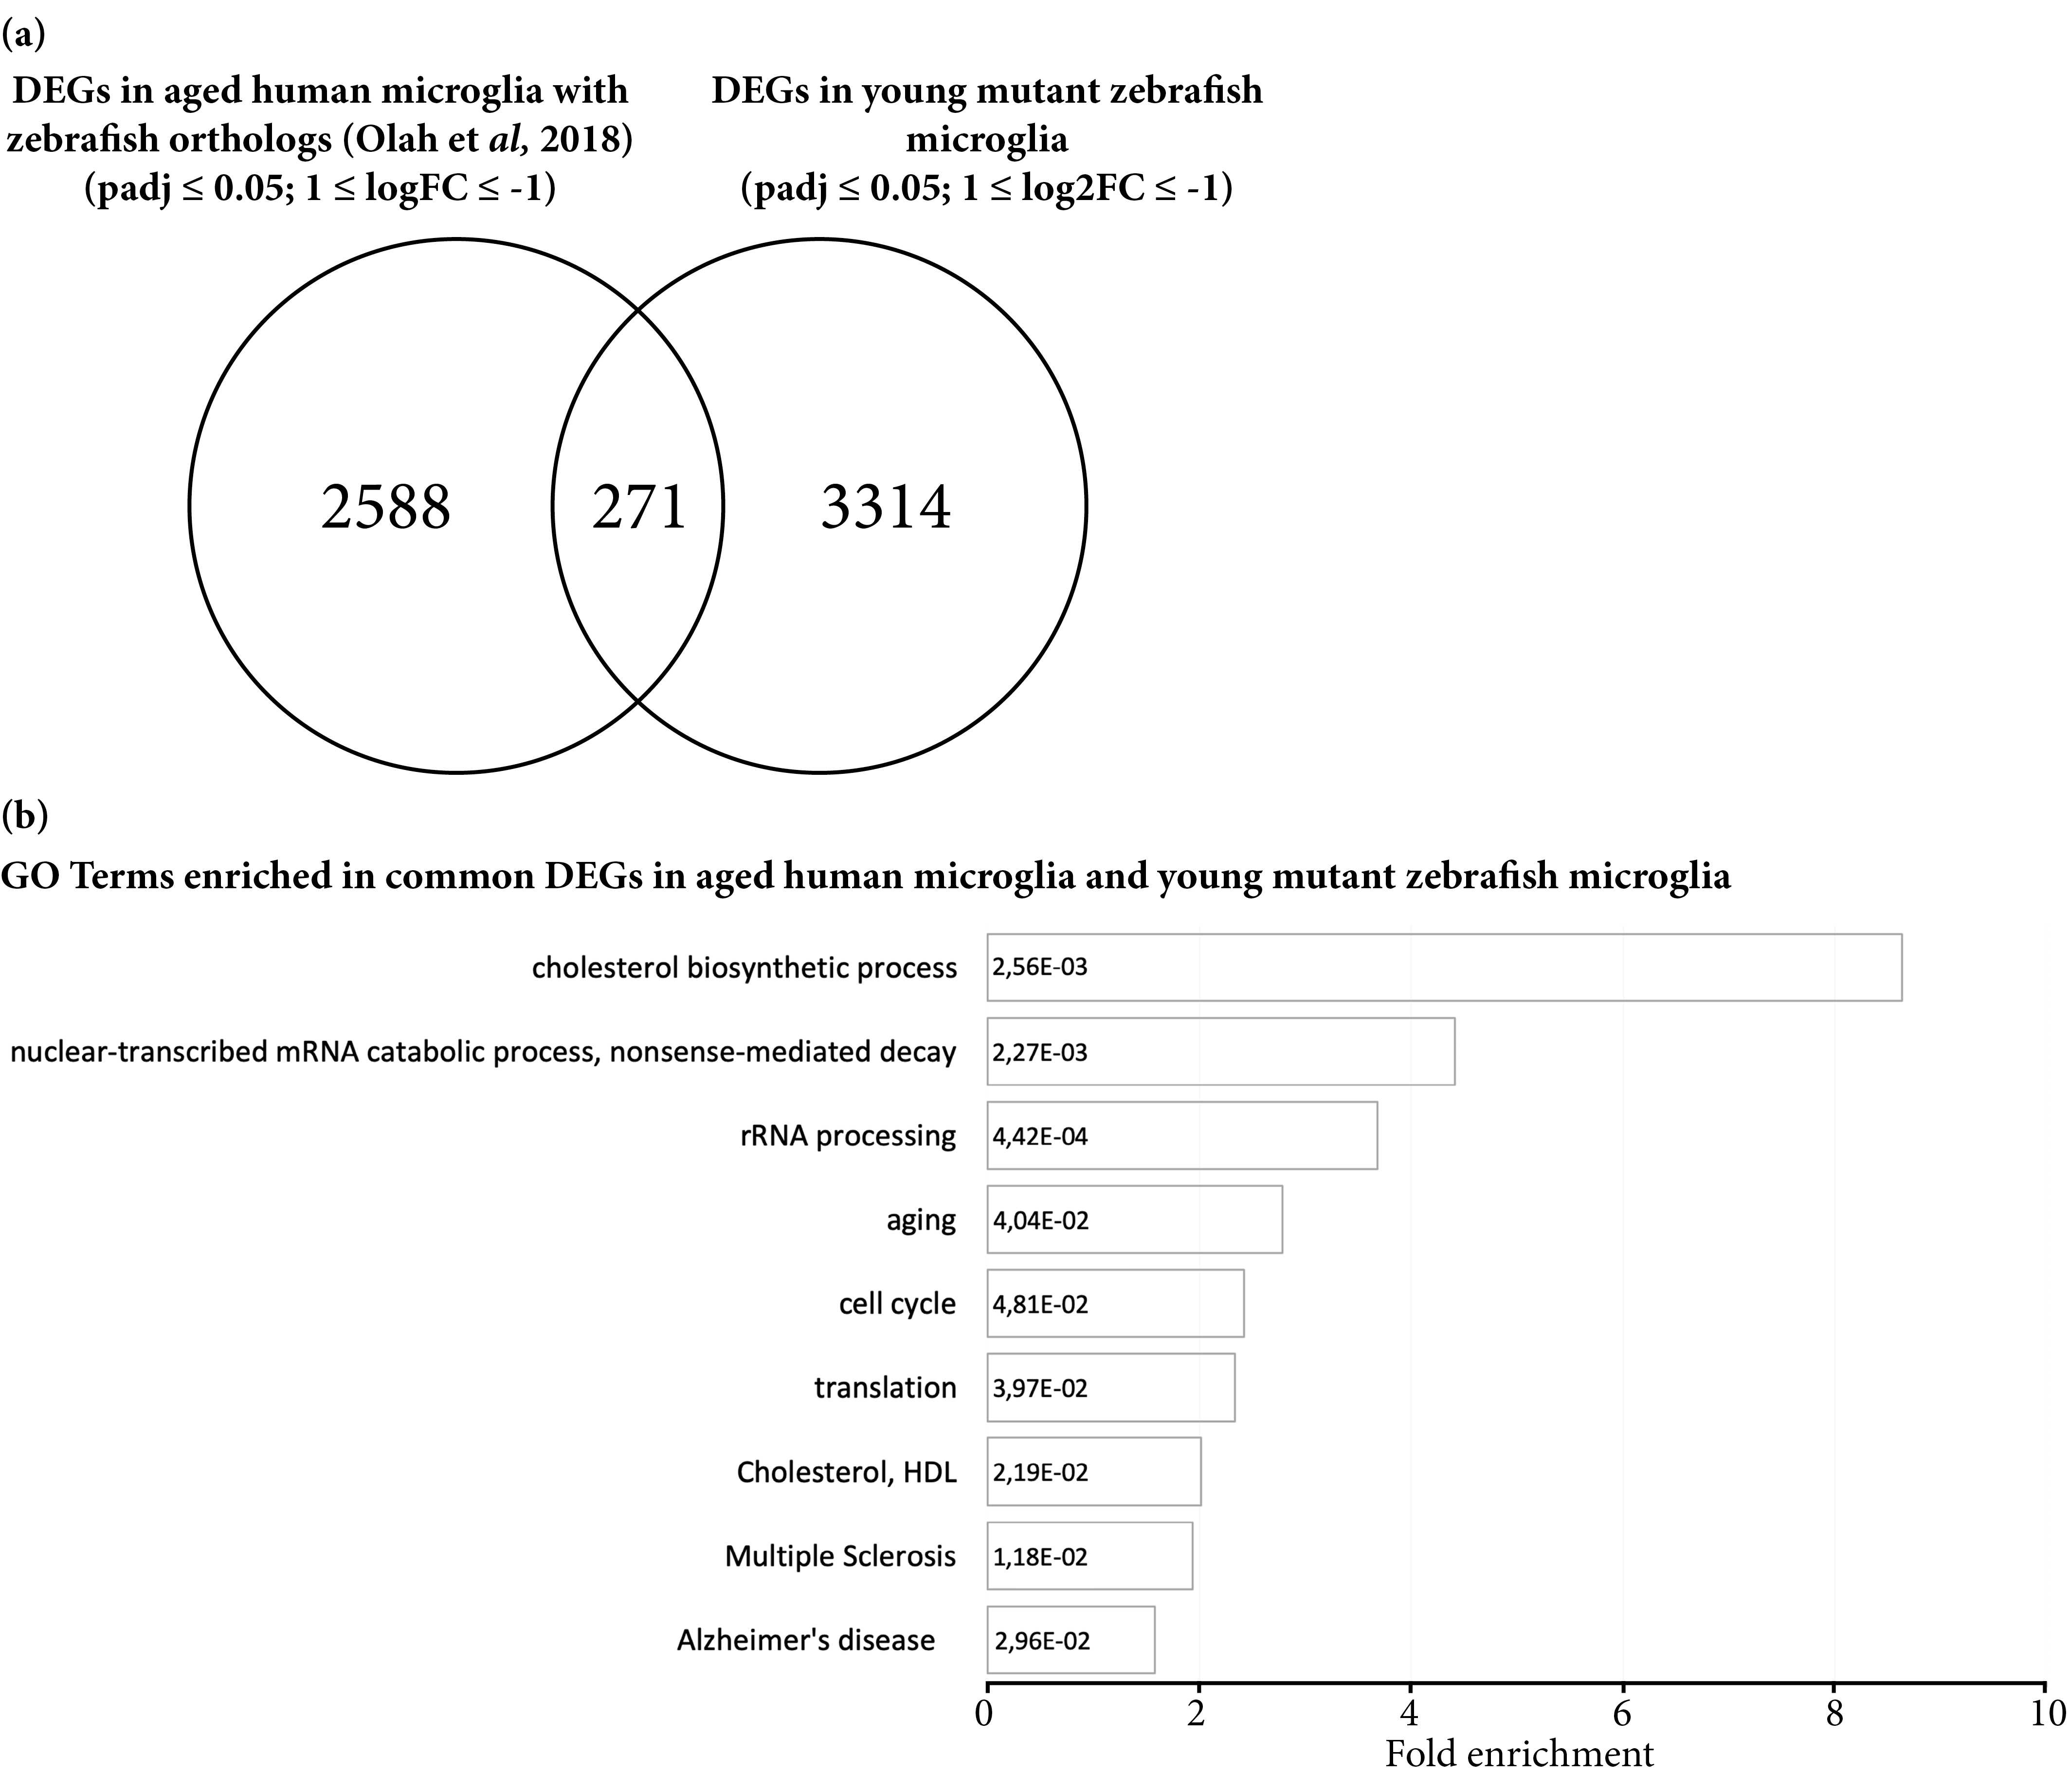 (a)
DEGs in aged human microglia with
zebrafish orthologs (Olah et al, 2018)
(padj ≤ 0.05; 1 ≤ logFC ≤ -1)
DEGs in young mutant zebrafish
microglia
(padj ≤ 0.05; 1 ≤ log2FC ≤ -1)
2588 271 3314
(b)
GO Terms enriched in common DEGs in aged human microglia and young mutant zebrafish microglia
cholesterol biosynthetic process 2,56E-03
nuclear-transcribed mRNA catabolic process, nonsense-mediated decay 2,27E-03
rRNA processing 4,42E-04
aging 4,04E-02
cell cycle 4,81E-02
translation 3,97E-02
Cholesterol, HDL 2,19E-02
Multiple Sclerosis 1,18E-02
Alzheimer's disease 2,96E-02
0 2 4 6 8 10
Fold enrichment